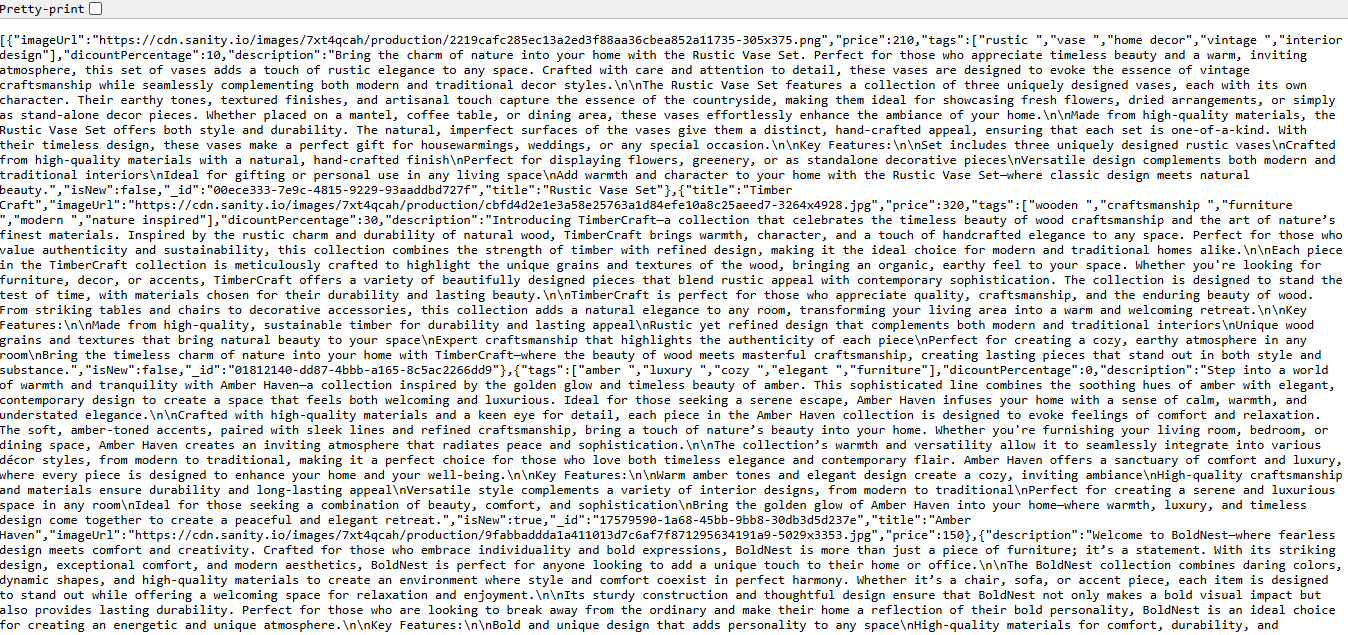 Pretty-print
[{"imageUrl":"https://cdn.sanity.io/images/7xt4qcah/production/2219cafc285ec13a2ed3f88aa36cbea852a11735-305x375.png","price":210,"tags":["rustic ","vase ","home decor","vintage ","interior
design"],"dicountPercentage":10,"description":"Bring the charm of nature into your home with the Rustic Vase Set. Perfect for those who appreciate timeless beauty and a warm, inviting
atmosphere, this set of vases adds a touch of rustic elegance to any space. Crafted with care and attention to detail, these vases are designed to evoke the essence of vintage
craftsmanship while seamlessly complementing both modern and traditional decor styles.\n\nThe Rustic Vase Set features a collection of three uniquely designed vases, each with its own
character. Their earthy tones, textured finishes, and artisanal touch capture the essence of the countryside, making them ideal for showcasing fresh flowers, dried arrangements, or simply
as stand-alone decor pieces. Whether placed on a mantel, coffee table, or dining area, these vases effortlessly enhance the ambiance of your home.\n\nMade from high-quality materials, the
Rustic Vase Set offers both style and durability. The natural, imperfect surfaces of the vases give them a distinct, hand-crafted appeal, ensuring that each set is one-of-a-kind. With
their timeless design, these vases make a perfect gift for housewarmings, weddings, or any special occasion.\n\nKey Features:\n\nSet includes three uniquely designed rustic vases\nCrafted
from high-quality materials with a natural, hand-crafted finish\nPerfect for displaying flowers, greenery, or as standalone decorative pieces\nVersatile design complements both modern and
traditional interiors\nIdeal for gifting or personal use in any living space\nAdd warmth and character to your home with the Rustic Vase Set—where classic design meets natural
beauty.","isNew":false,"_id":"00ece333-7e9c-4815-9229-93aaddbd727f","title":"Rustic Vase Set"},{"title":"Timber
Craft","imageUrl":"https://cdn.sanity.io/images/7xt4qcah/production/cbfd4d2e1e3a58e25763a1d84efe10a8c25aeed7-3264x4928.jpg","price":320,"tags":["wooden ","craftsmanship ","furniture
","modern ","nature inspired"],"dicountPercentage":30,"description":"Introducing TimberCraft—a collection that celebrates the timeless beauty of wood craftsmanship and the art of nature’s
finest materials. Inspired by the rustic charm and durability of natural wood, TimberCraft brings warmth, character, and a touch of handcrafted elegance to any space. Perfect for those who
value authenticity and sustainability, this collection combines the strength of timber with refined design, making it the ideal choice for modern and traditional homes alike.\n\nEach piece
in the TimberCraft collection is meticulously crafted to highlight the unique grains and textures of the wood, bringing an organic, earthy feel to your space. Whether you're looking for
furniture, decor, or accents, TimberCraft offers a variety of beautifully designed pieces that blend rustic appeal with contemporary sophistication. The collection is designed to stand the
test of time, with materials chosen for their durability and lasting beauty.\n\nTimberCraft is perfect for those who appreciate quality, craftsmanship, and the enduring beauty of wood.
From striking tables and chairs to decorative accessories, this collection adds a natural elegance to any room, transforming your living area into a warm and welcoming retreat.\n\nKey
Features:\n\nMade from high-quality, sustainable timber for durability and lasting appeal\nRustic yet refined design that complements both modern and traditional interiors\nUnique wood
grains and textures that bring natural beauty to your space\nExpert craftsmanship that highlights the authenticity of each piece\nPerfect for creating a cozy, earthy atmosphere in any
room\nBring the timeless charm of nature into your home with TimberCraft—where the beauty of wood meets masterful craftsmanship, creating lasting pieces that stand out in both style and
substance.","isNew":false,"_id":"01812140-dd87-4bbb-a165-8c5ac2266dd9"},{"tags":["amber ","luxury ","cozy ","elegant ","furniture"],"dicountPercentage":0,"description":"Step into a world
of warmth and tranquility with Amber Haven—a collection inspired by the golden glow and timeless beauty of amber. This sophisticated line combines the soothing hues of amber with elegant,
contemporary design to create a space that feels both welcoming and luxurious. Ideal for those seeking a serene escape, Amber Haven infuses your home with a sense of calm, warmth, and
understated elegance.\n\nCrafted with high-quality materials and a keen eye for detail, each piece in the Amber Haven collection is designed to evoke feelings of comfort and relaxation.
The soft, amber-toned accents, paired with sleek lines and refined craftsmanship, bring a touch of nature’s beauty into your home. Whether you're furnishing your living room, bedroom, or
dining space, Amber Haven creates an inviting atmosphere that radiates peace and sophistication.\n\nThe collection’s warmth and versatility allow it to seamlessly integrate into various
décor styles, from modern to traditional, making it a perfect choice for those who love both timeless elegance and contemporary flair. Amber Haven offers a sanctuary of comfort and luxury,
where every piece is designed to enhance your home and your well-being.\n\nKey Features:\n\nWarm amber tones and elegant design create a cozy, inviting ambiance\nHigh-quality craftsmanship
and materials ensure durability and long-lasting appeal\nVersatile style complements a variety of interior designs, from modern to traditional\nPerfect for creating a serene and luxurious
space in any room\nIdeal for those seeking a combination of beauty, comfort, and sophistication\nBring the golden glow of Amber Haven into your home—where warmth, luxury, and timeless
design come together to create a peaceful and elegant retreat.","isNew":true,"_id":"17579590-1a68-45bb-9bb8-30db3d5d237e","title":"Amber
Haven","imageUrl":"https://cdn.sanity.io/images/7xt4qcah/production/9fabbadda1a411013d7c6af7f871295634191a9-5029x3353.jpg","price":150},{"description":"Welcome to BoldNest—where fearless
design meets comfort and creativity. Crafted for those who embrace individuality and bold expressions, BoldNest is more than just a piece of furniture; it’s a statement. With its striking
design, exceptional comfort, and modern aesthetics, BoldNest is perfect for anyone looking to add a unique touch to their home or office.\n\nThe BoldNest collection combines daring colors,
dynamic shapes, and high-quality materials to create an environment where style and comfort coexist in perfect harmony. Whether it’s a chair, sofa, or accent piece, each item is designed
to stand out while offering a welcoming space for relaxation and enjoyment.\n\nIts sturdy construction and thoughtful design ensure that BoldNest not only makes a bold visual impact but
also provides lasting durability. Perfect for those who are looking to break away from the ordinary and make their home a reflection of their bold personality, BoldNest is an ideal choice
for creating an energetic and unique atmosphere.\n\nKey Features:\n\nBold and unique design that adds personality to any space\nHigh-quality materials for comfort, durability, and